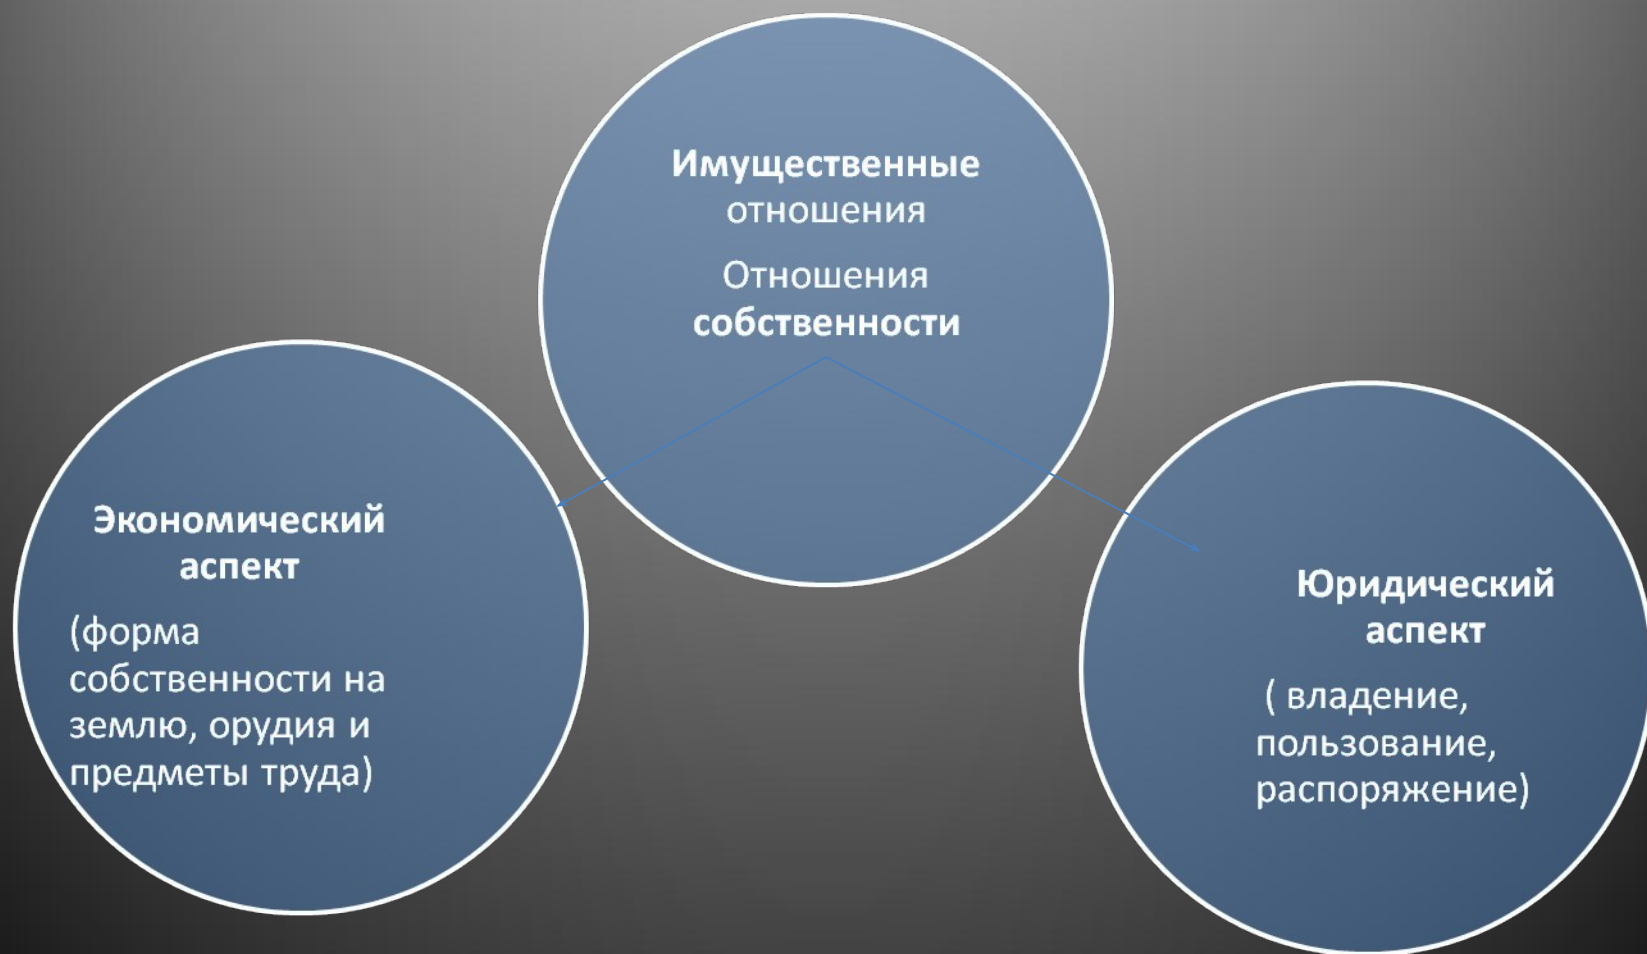 Имущественные
отношения
Отношения
собственности
Экономический
аспект
(форма
собственности на
землю, орудия и
предметы труда)
Юридический
аспект
( владение,
пользование,
распоряжение)